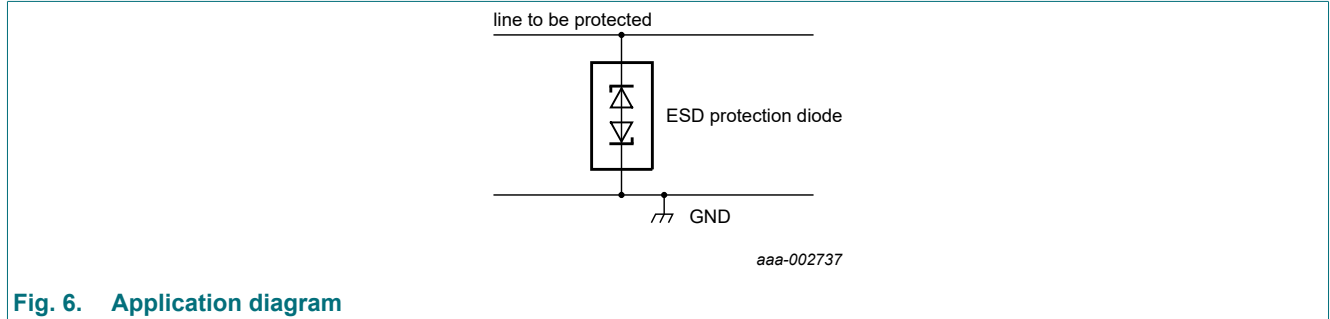 line to be protected
ESD protection diode
GND
aaa-002737
Fig. 6. Application diagram